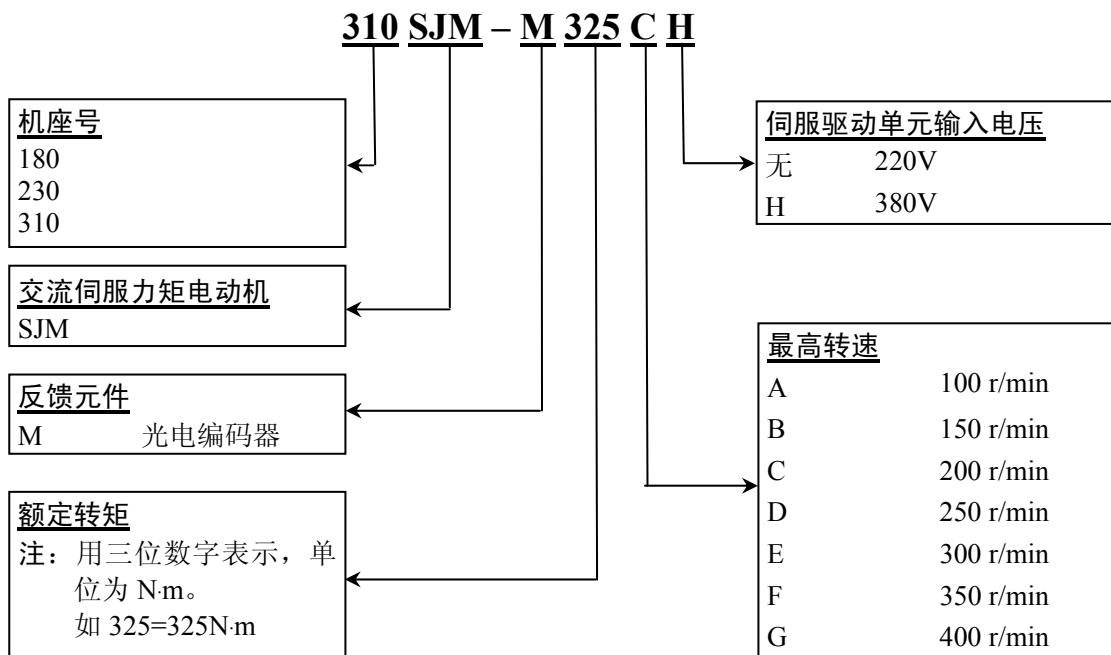 310 SJM – M 325 C H
机座号
180
230
310
交流伺服力矩电动机
SJM
反馈元件
M 光电编码器
额定转矩
注：用三位数字表示，单
位为 N·m。
如 325=325N·m
伺服驱动单元输入电压
无 220V
H 380V
最高转速
A 100 r/min
B 150 r/min
C 200 r/min
D 250 r/min
E 300 r/min
F 350 r/min
G 400 r/min